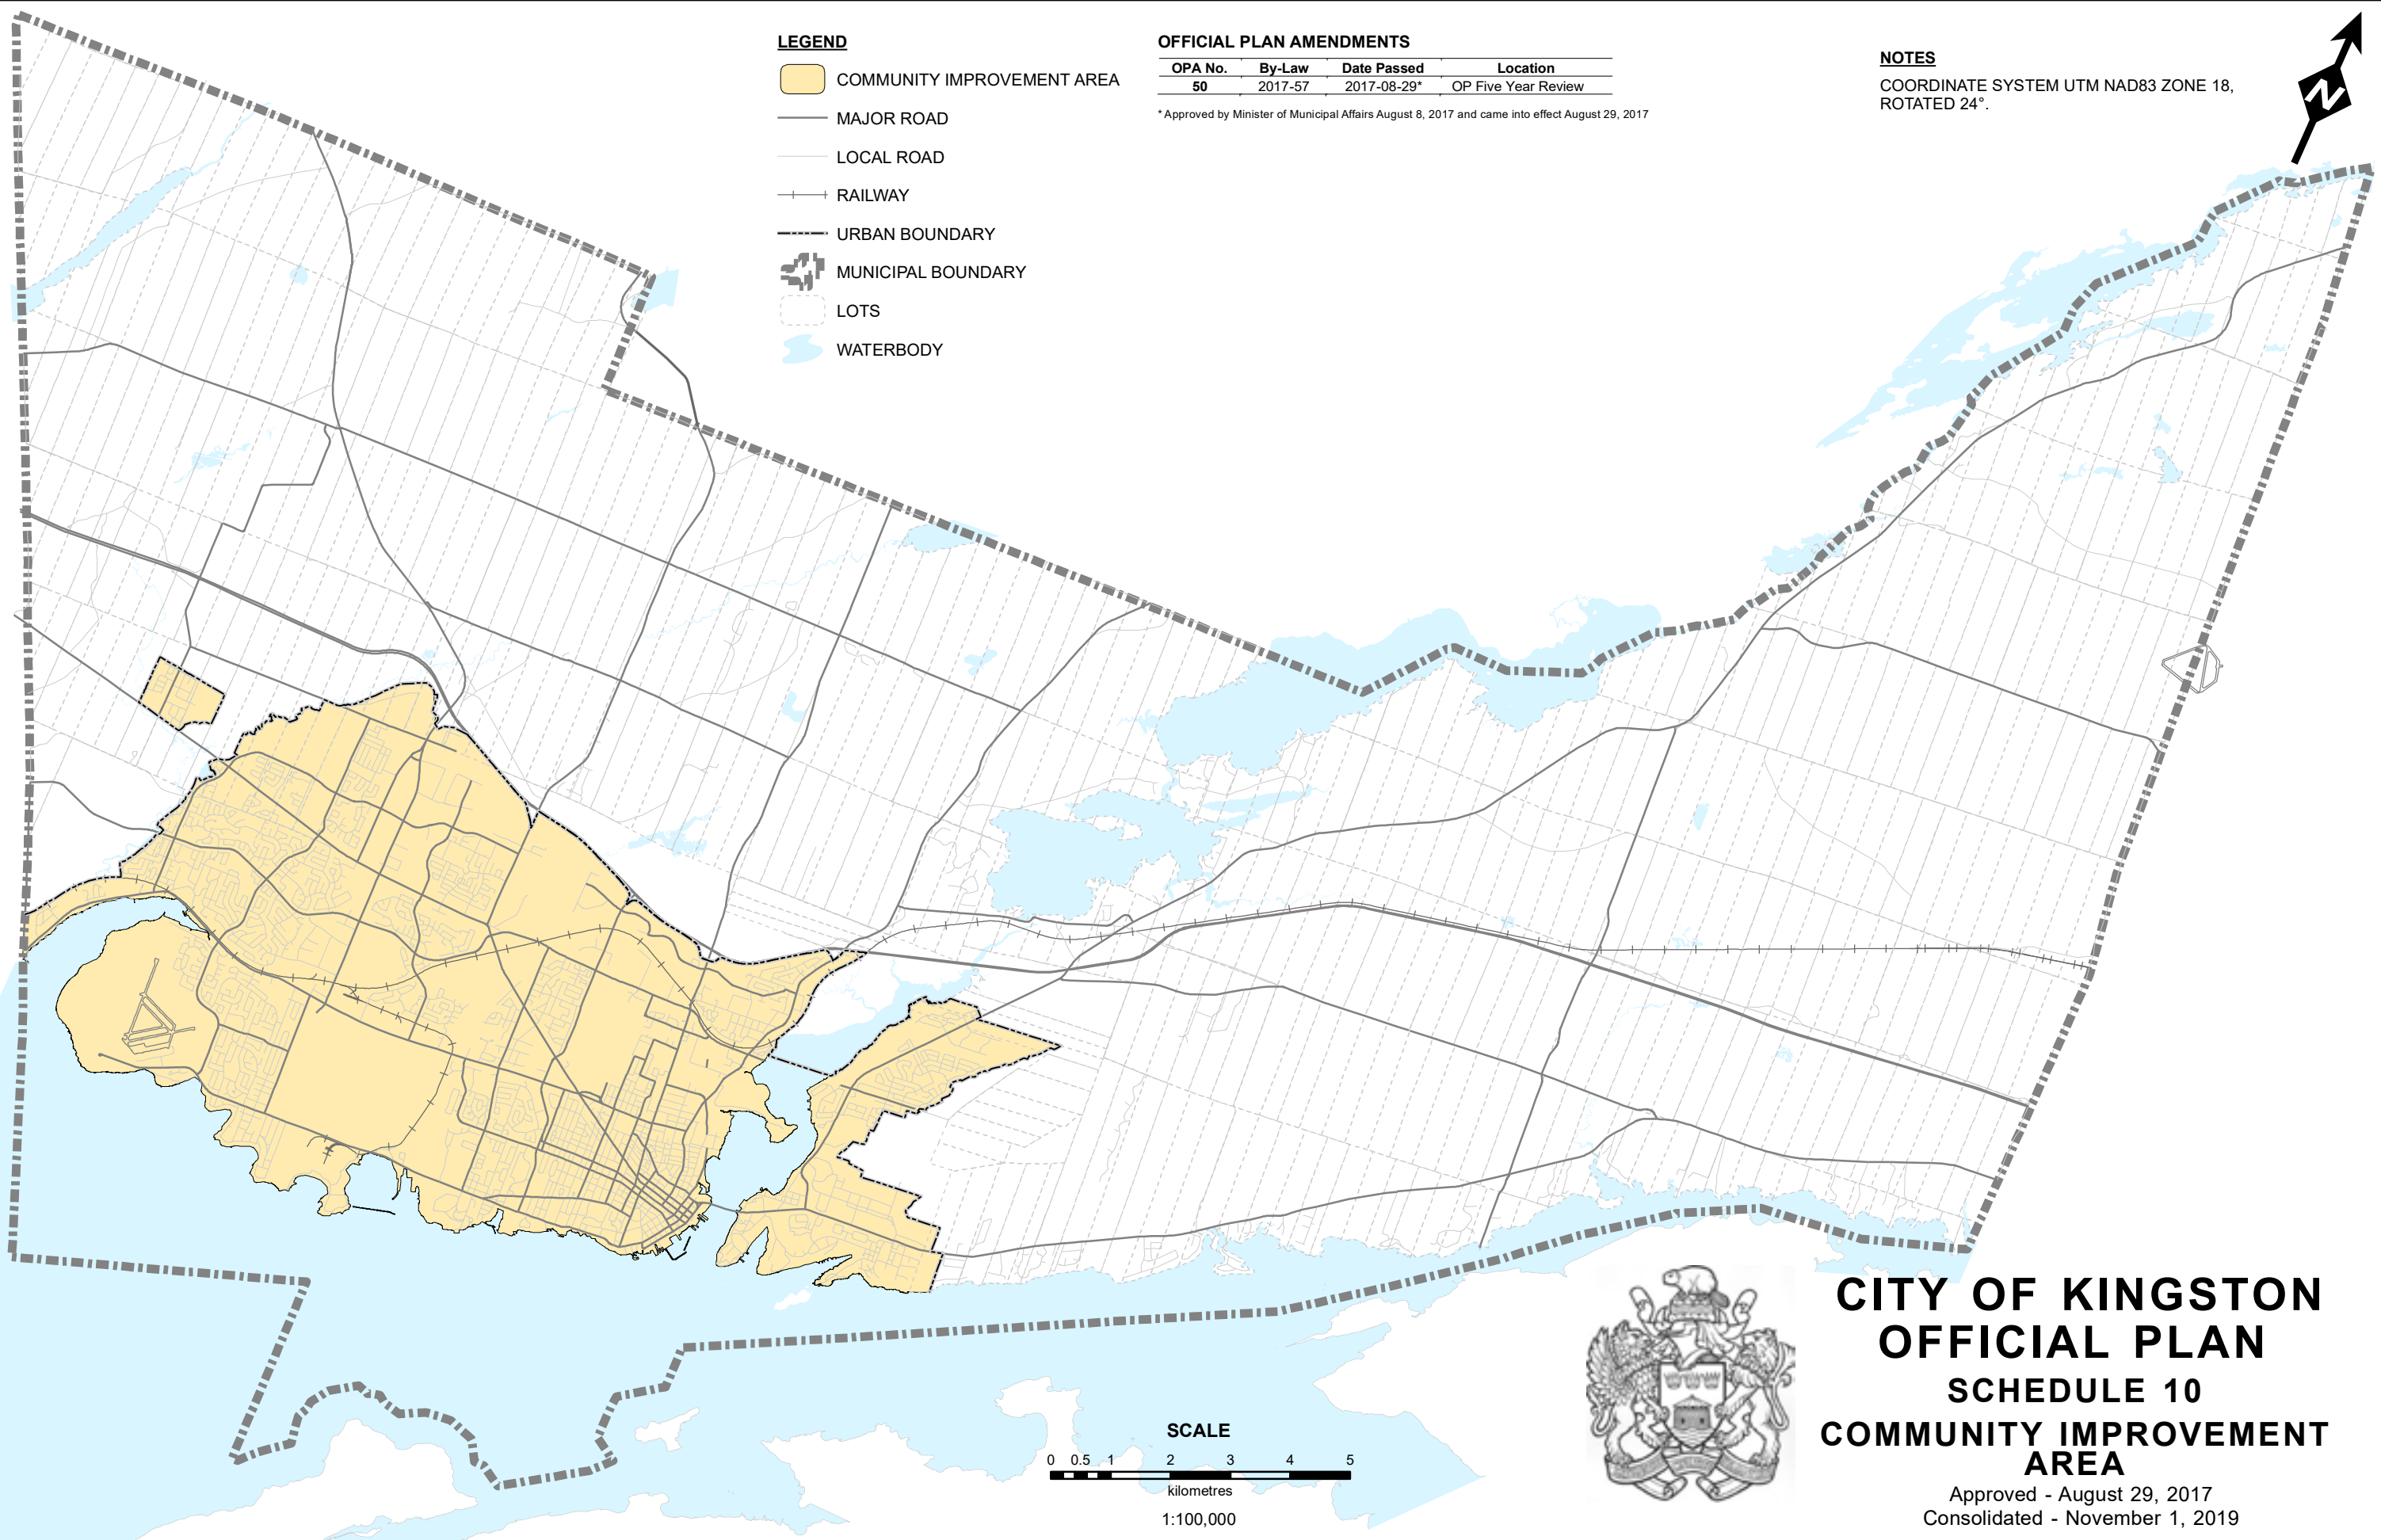 LEGEND
COMMUNITY IMPROVEMENT AREA
MAJOR ROAD
LOCAL ROAD
RAILWAY
URBAN BOUNDARY
MUNICIPAL BOUNDARY
LOTS
WATERBODY
OFFICIAL PLAN AMENDMENTS
OPA No. By-Law Date Passed Location
50 2017-57 2017-08-29* OP Five Year Review
* Approved by Minister of Municipal Affairs August 8, 2017 and came into effect August 29, 2017
NOTES
COORDINATE SYSTEM UTM NAD83 ZONE 18,
ROTATED 24°.
N
SCALE
0 0.5 1 2 3 4 5
kilometres
1:100,000
CITY OF KINGSTON
OFFICIAL PLAN
SCHEDULE 10
COMMUNITY IMPROVEMENT
AREA
Approved - August 29, 2017
Consolidated - November 1, 2019